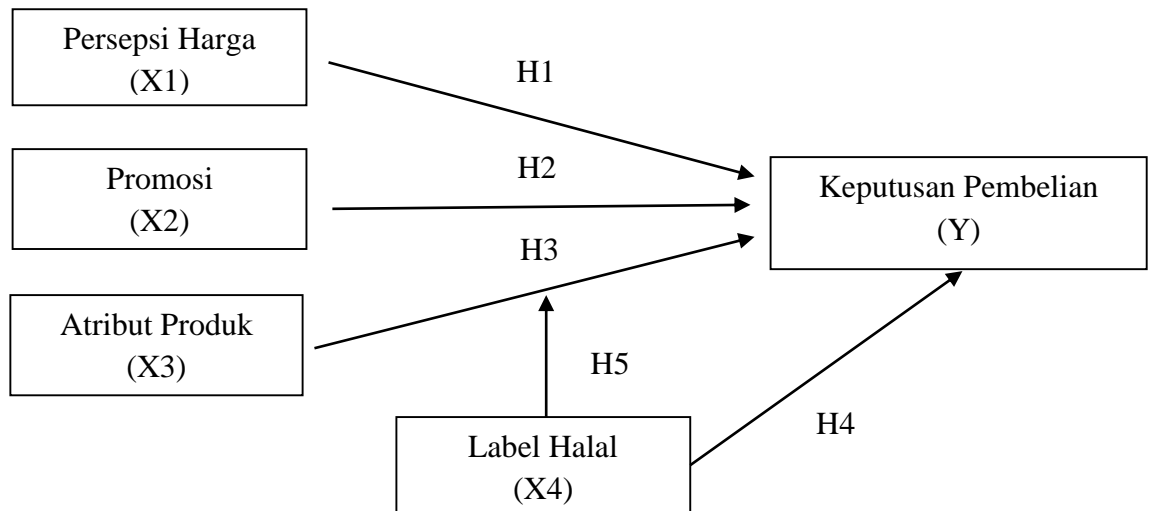 Persepsi Harga
(X1)
H1
Promosi
(X2)
H2
Keputusan Pembelian
(Y)
H3
Atribut Produk
(X3)
H5
H4
Label Halal
(X4)